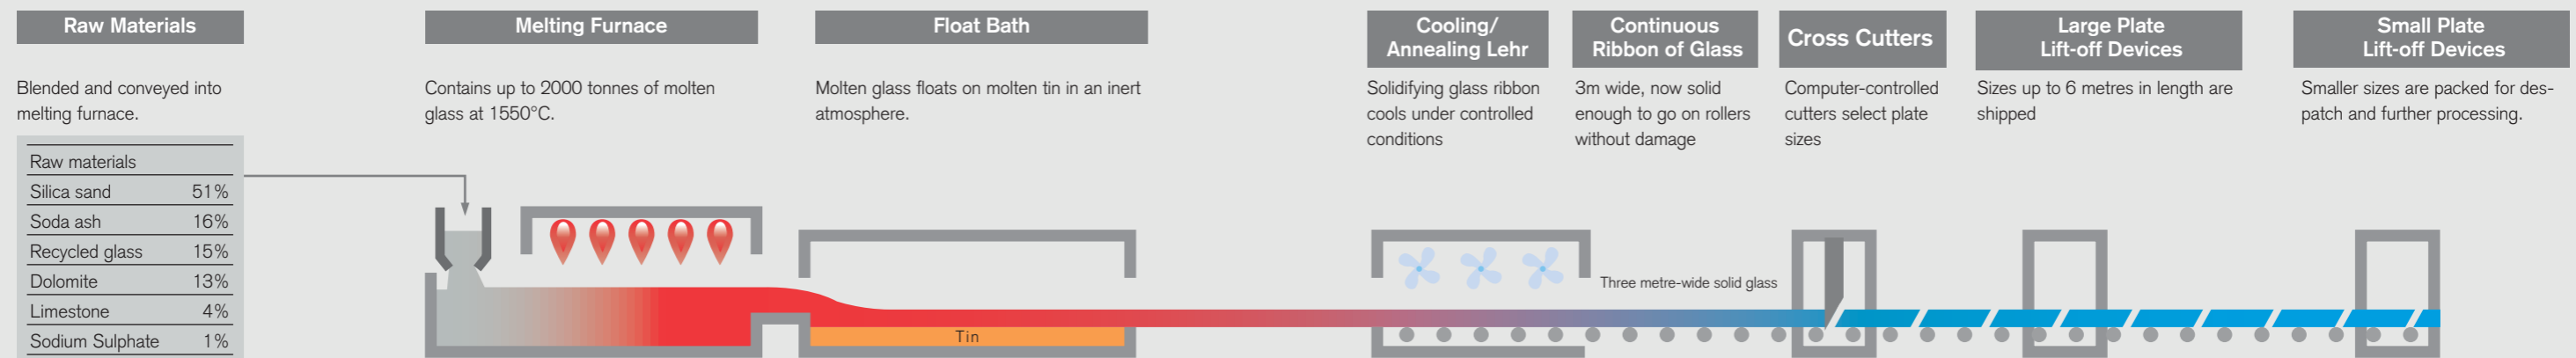 Raw Materials
Blended and conveyed into
melting furnace.
Raw materials
Silica sand 51%
Soda ash 16%
Recycled glass 15%
Dolomite 13%
Limestone 4%
Sodium Sulphate 1%
Melting Furnace
Contains up to 2000 tonnes of molten
glass at 1550°C.
Float Bath
Molten glass floats on molten tin in an inert
atmosphere.
Tin
Cooling/
Annealing Lehr
Solidifying glass ribbon
cools under controlled
conditions
Continuous
Ribbon of Glass
3m wide, now solid
enough to go on rollers
without damage
Three metre-wide solid glass
Cross Cutters
Computer-controlled
cutters select plate
sizes
Large Plate
Lift-off Devices
Sizes up to 6 metres in length are
shipped
Small Plate
Lift-off Devices
Smaller sizes are packed for des-
patch and further processing.